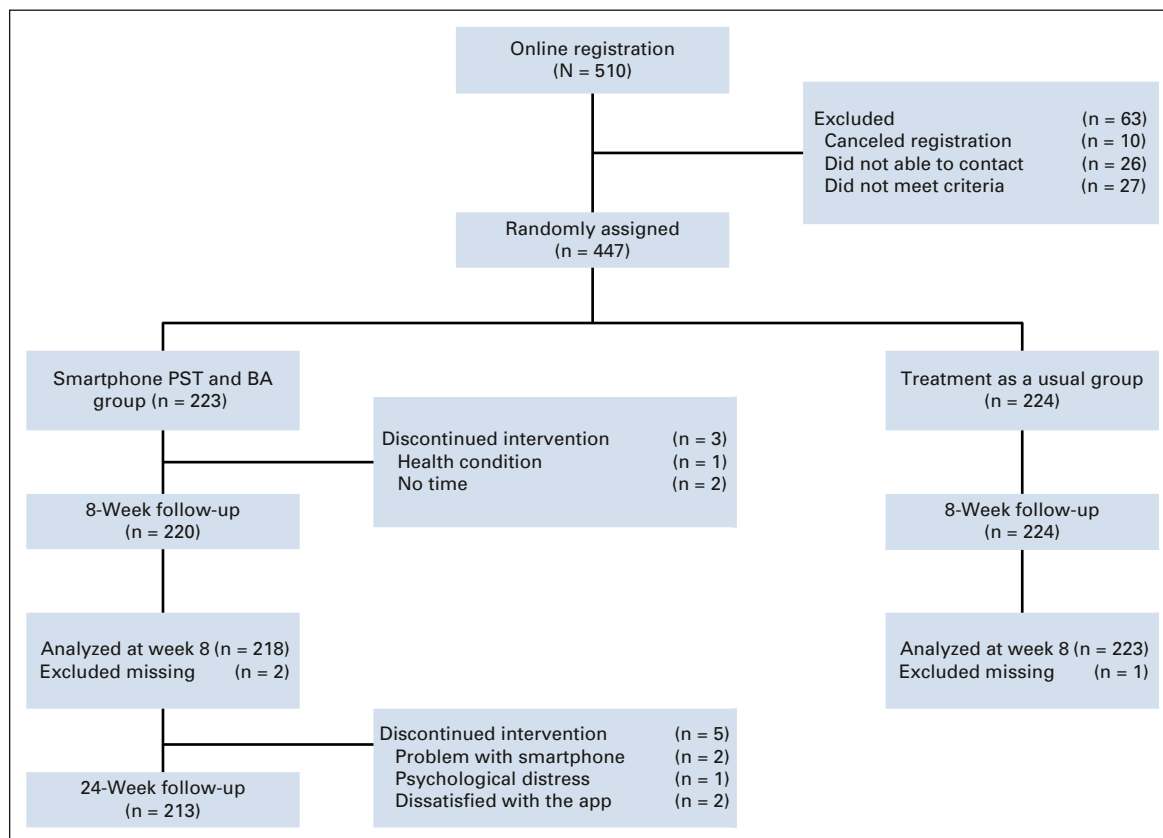 Online registration
(N = 510)
Excluded (n = 63)
Canceled registration (n = 10)
Did not able to contact (n = 26)
Did not meet criteria (n = 27)
Randomly assigned
(n = 447)
Smartphone PST and BA
group (n = 223)
Treatment as a usual group
(n = 224)
Discontinued intervention (n = 3)
Health condition (n = 1)
No time (n = 2)
8-Week follow-up
(n = 220)
8-Week follow-up
(n = 224)
Analyzed at week 8 (n = 218)
Excluded missing (n = 2)
Analyzed at week 8 (n = 223)
Excluded missing (n = 1)
Discontinued intervention (n = 5)
Problem with smartphone (n = 2)
Psychological distress (n = 1)
Dissatisfied with the app (n = 2)
24-Week follow-up
(n = 213)